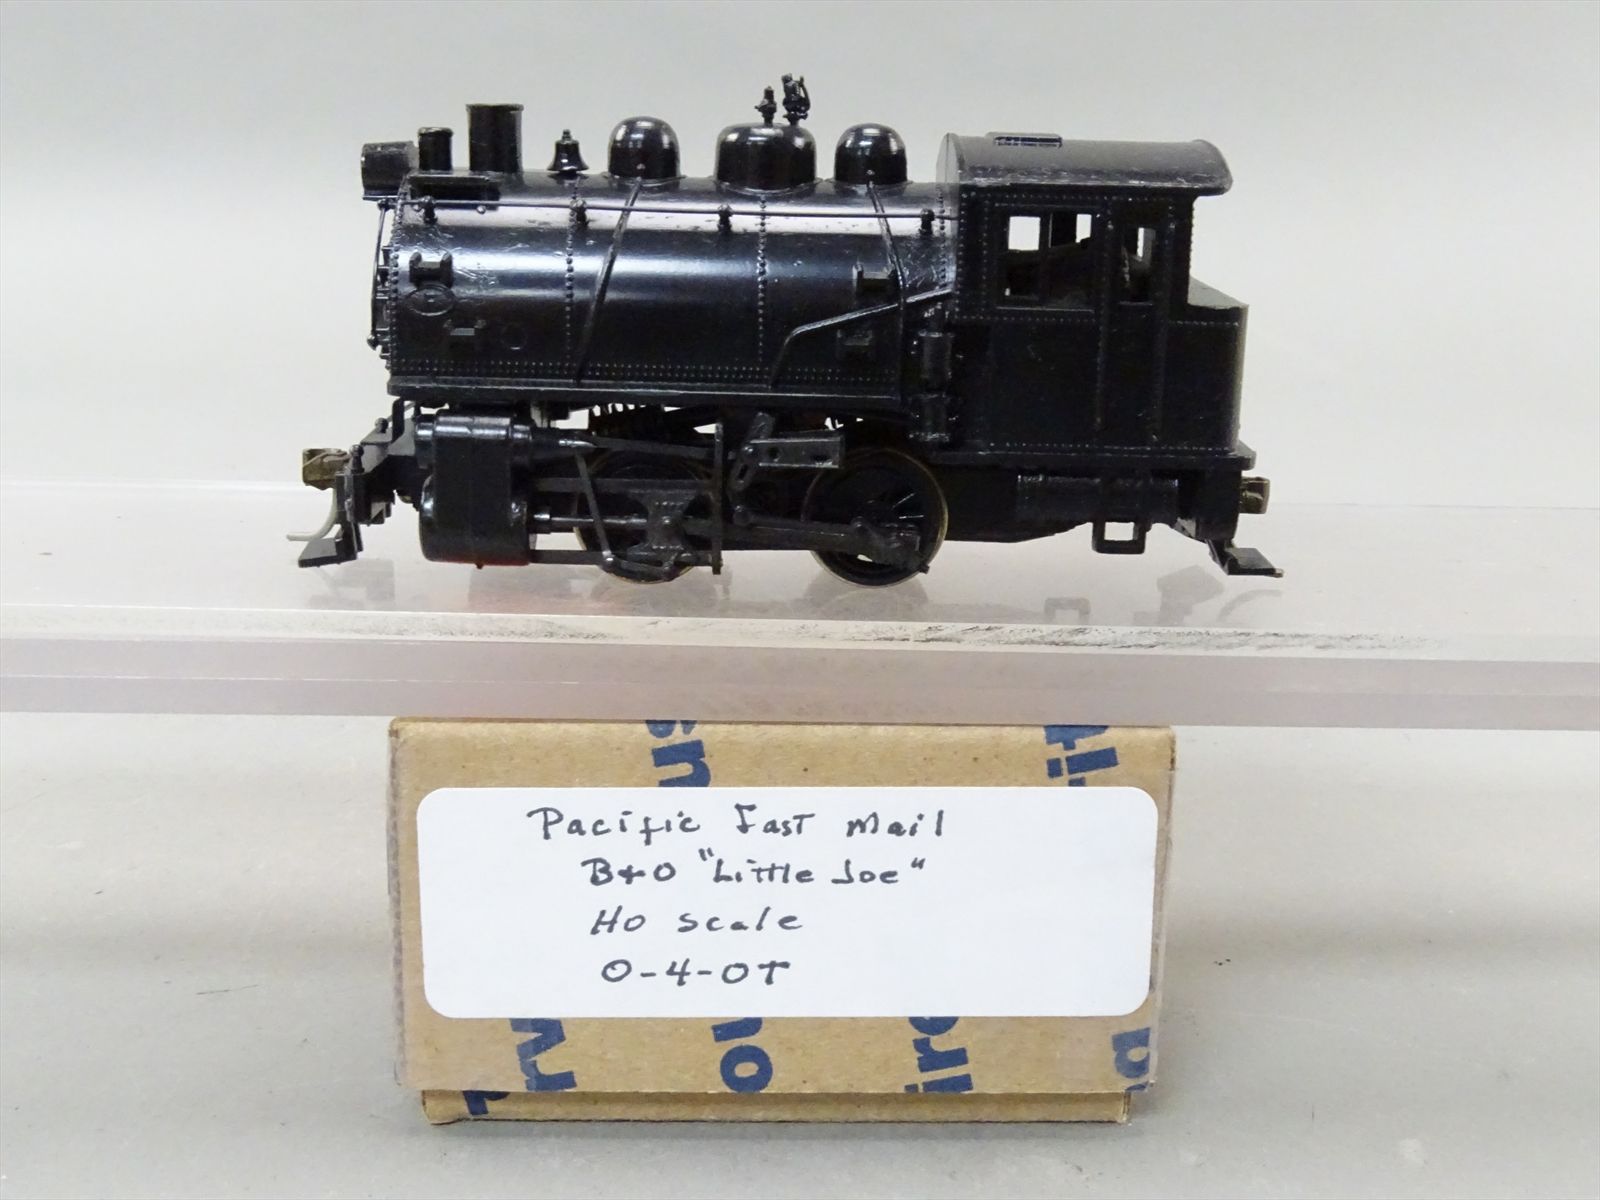 Pacific Fast Mail
B+O "Little Joe"
HO Scale
0-4-0T